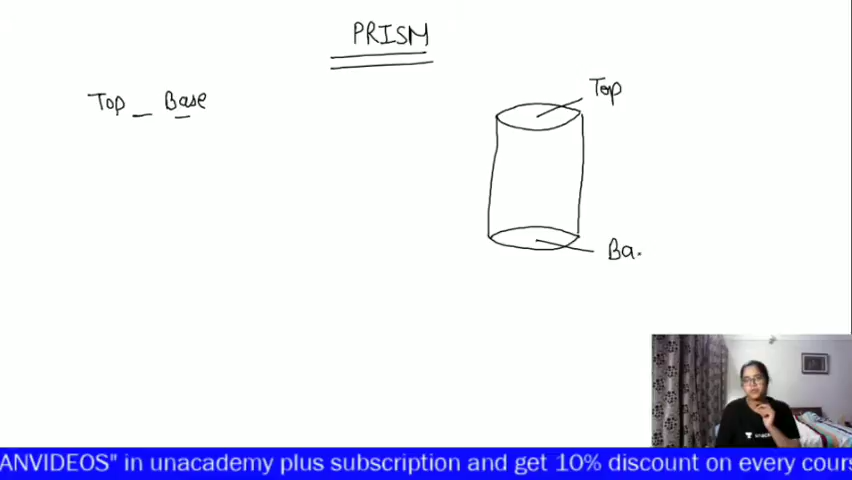 PRISM
Top
Top _ Base
Ba.
ANVIDEOS" in unacademy plus subscription and get 10% discount on every cours